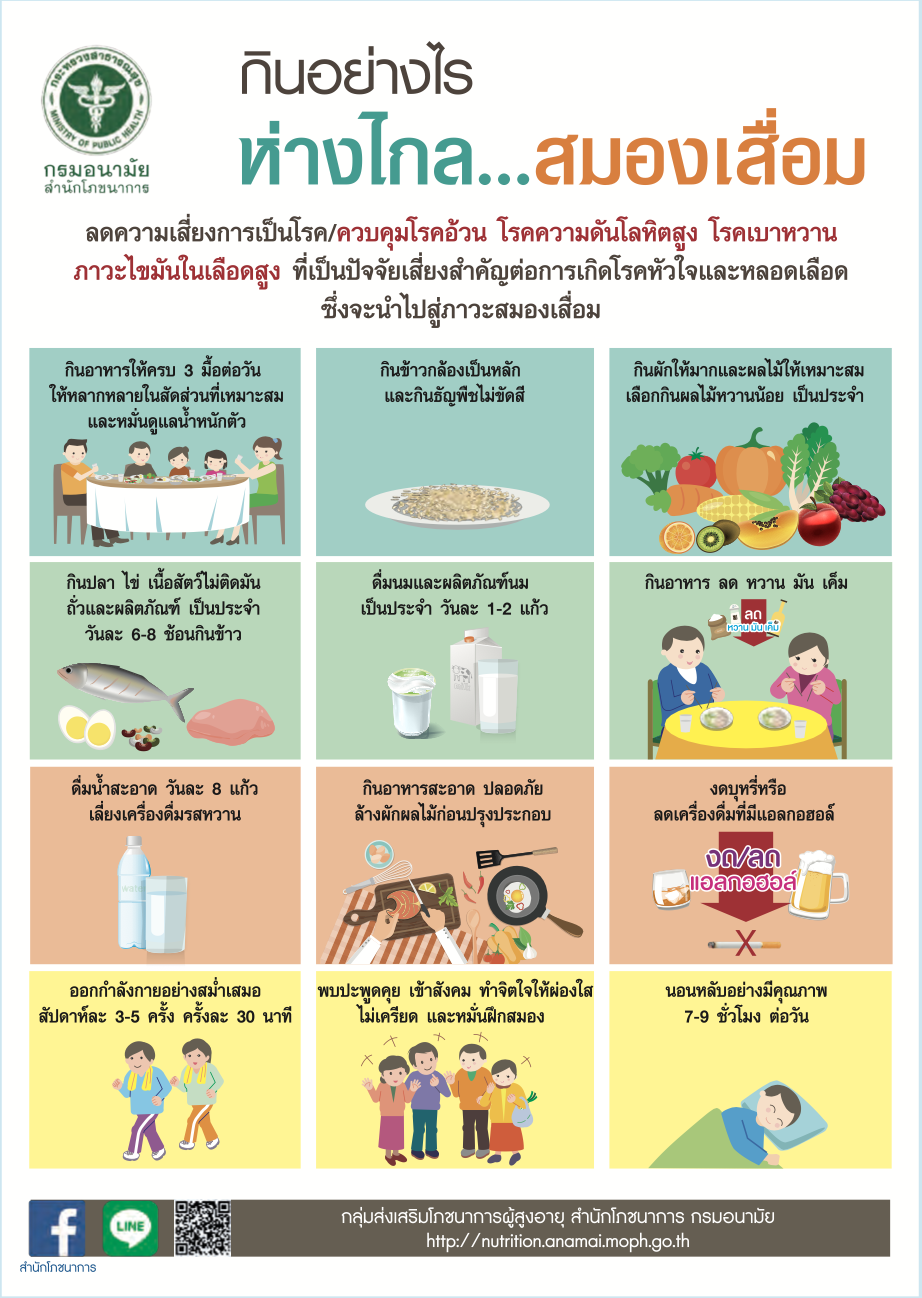 กระทรวงสาธารณสุข
MINISTRY OF PUBLIC HEALTH
กรมอนามัย
สำนักโภชนาการ
กินอย่างไร
ห่างไกล...สมองเสื่อม
ลดความเสี่ยงการเป็นโรค/ควบคุมโรคอ้วน โรคความดันโลหิตสูง โรคเบาหวาน
ภาวะไขมันในเลือดสูง ที่เป็นปัจจัยเสี่ยงสำคัญต่อการเกิดโรคหัวใจและหลอดเลือด
ซึ่งจะนำไปสู่ภาวะสมองเสื่อม
กินอาหารให้ครบ 3 มื้อต่อวัน
ให้หลากหลายในสัดส่วนที่เหมาะสม
และหมั่นดูแลน้ำหนักตัว
กินข้าวกล้องเป็นหลัก
และกินธัญพืชไม่ขัดสี
กินผักให้มากและผลไม้ให้เหมาะสม
เลือกกินผลไม้หวานน้อย เป็นประจำ
กินปลา ไข่ เนื้อสัตว์ไม่ติดมัน
ถั่วและผลิตภัณฑ์ เป็นประจำ
วันละ 6-8 ช้อนกินข้าว
ดื่มนมและผลิตภัณฑ์นม
เป็นประจำ วันละ 1-2 แก้ว
กินอาหาร ลด หวาน มัน เค็ม
ลด
หวาน มัน เค็ม
ดื่มน้ำสะอาด วันละ 8 แก้ว
เลี่ยงเครื่องดื่มรสหวาน
water
กินอาหารสะอาด ปลอดภัย
ล้างผักผลไม้ก่อนปรุงประกอบ
งดบุหรี่หรือ
ลดเครื่องดื่มที่มีแอลกอฮอล์
งด/ลด
แอลกอฮอล์
X
ออกกำลังกายอย่างสม่ำเสมอ
สัปดาห์ละ 3-5 ครั้ง ครั้งละ 30 นาที
พบปะพูดคุย เข้าสังคม ทำจิตใจให้ผ่องใส
ไม่เครียด และหมั่นฝึกสมอง
นอนหลับอย่างมีคุณภาพ
7-9 ชั่วโมง ต่อวัน
f
LINE
สำนักโภชนาการ
กลุ่มส่งเสริมโภชนาการผู้สูงอายุ สำนักโภชนาการ กรมอนามัย
http://nutrition.anamai.moph.go.th